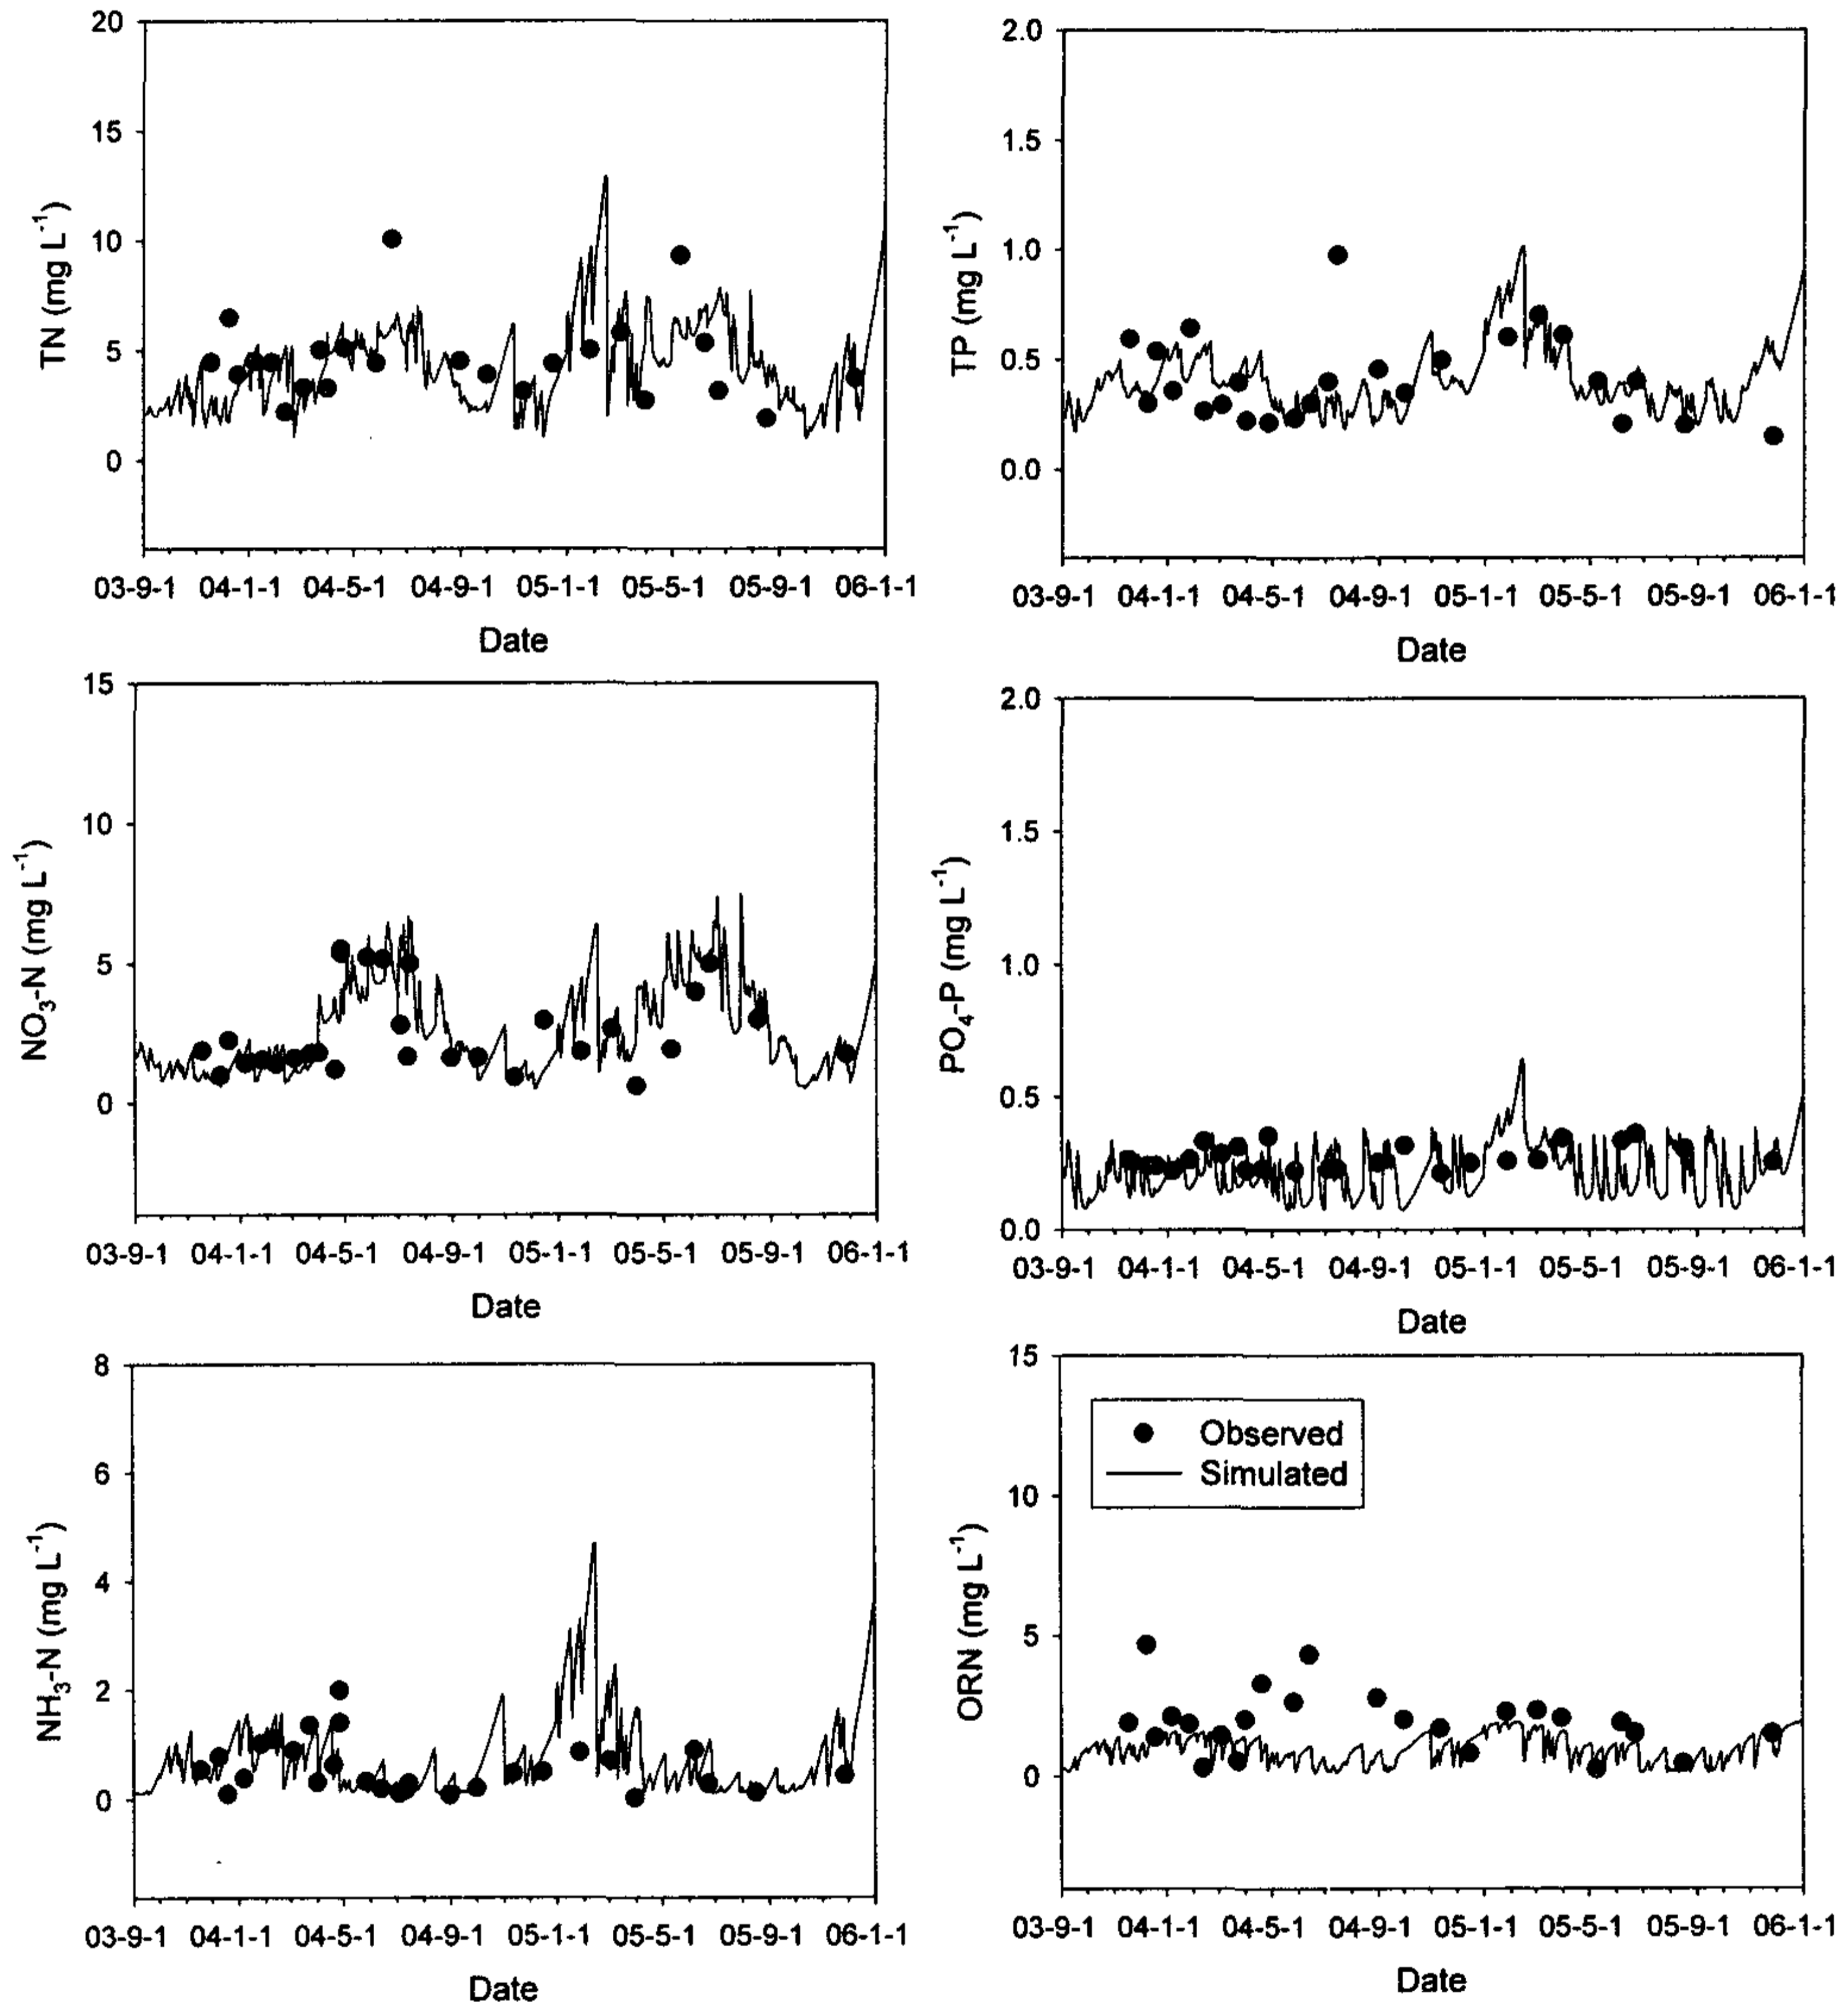 20
15
10
5
0
TN (mg L⁻¹)
03-9-1 04-1-1 04-5-1 04-9-1 05-1-1 05-5-1 05-9-1 06-1-1
Date
2.0
1.5
1.0
0.5
0.0
TP (mg L⁻¹)
03-9-1 04-1-1 04-5-1 04-9-1 05-1-1 05-5-1 05-9-1 06-1-1
Date
15
10
5
0
NO₃-N (mg L⁻¹)
03-9-1 04-1-1 04-5-1 04-9-1 05-1-1 05-5-1 05-9-1 06-1-1
Date
2.0
1.5
1.0
0.5
0.0
PO₄-P (mg L⁻¹)
03-9-1 04-1-1 04-5-1 04-9-1 05-1-1 05-5-1 05-9-1 06-1-1
Date
8
6
4
2
0
NH₃-N (mg L⁻¹)
03-9-1 04-1-1 04-5-1 04-9-1 05-1-1 05-5-1 05-9-1 06-1-1
Date
15
10
5
0
ORN (mg L⁻¹)
Observed
Simulated
03-9-1 04-1-1 04-5-1 04-9-1 05-1-1 05-5-1 05-9-1 06-1-1
Date